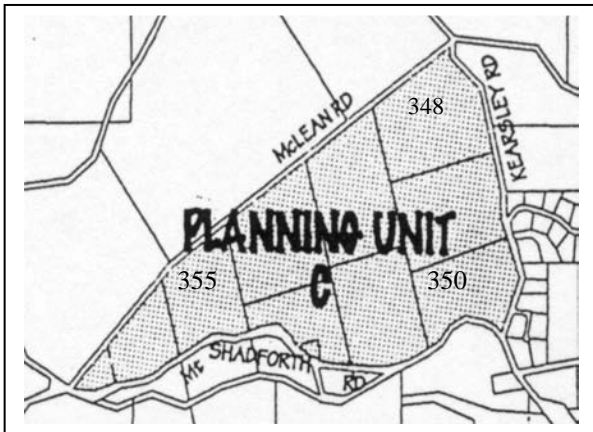 348
McLEAN RD
KEARSLEY RD
PLANNING UNIT
C
355
350
Mt SHADFORTH RD